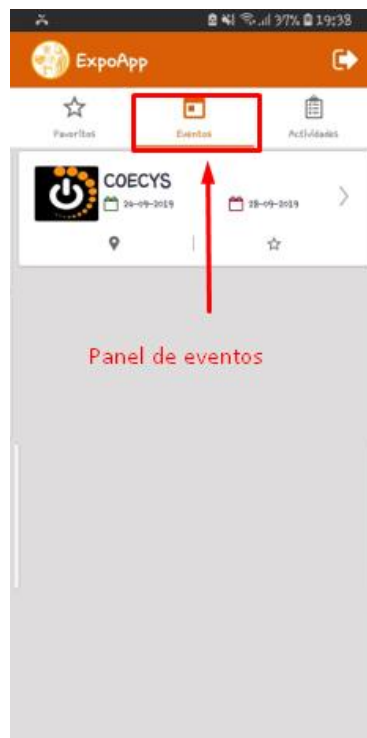 37% 19:38
ExpoApp
Favoritos Eventos Actividades
COECYS
24-09-2019 28-09-2019
Panel de eventos